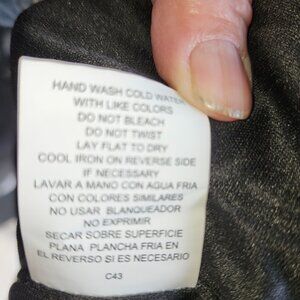 HAND WASH COLD WATER
WITH LIKE COLORS
DO NOT BLEACH
DO NOT TWIST
LAY FLAT TO DRY
COOL IRON ON REVERSE SIDE
IF NECESSARY
LAVAR A MANO CON AGUA FRIA
CON COLORES SIMILARES
NO USAR BLANQUEADOR
NO EXPRIMIR
SECAR SOBRE SUPERFICIE
PLANA PLANCHA FRIA EN
EL REVERSO SI ES NECESARIO
C43